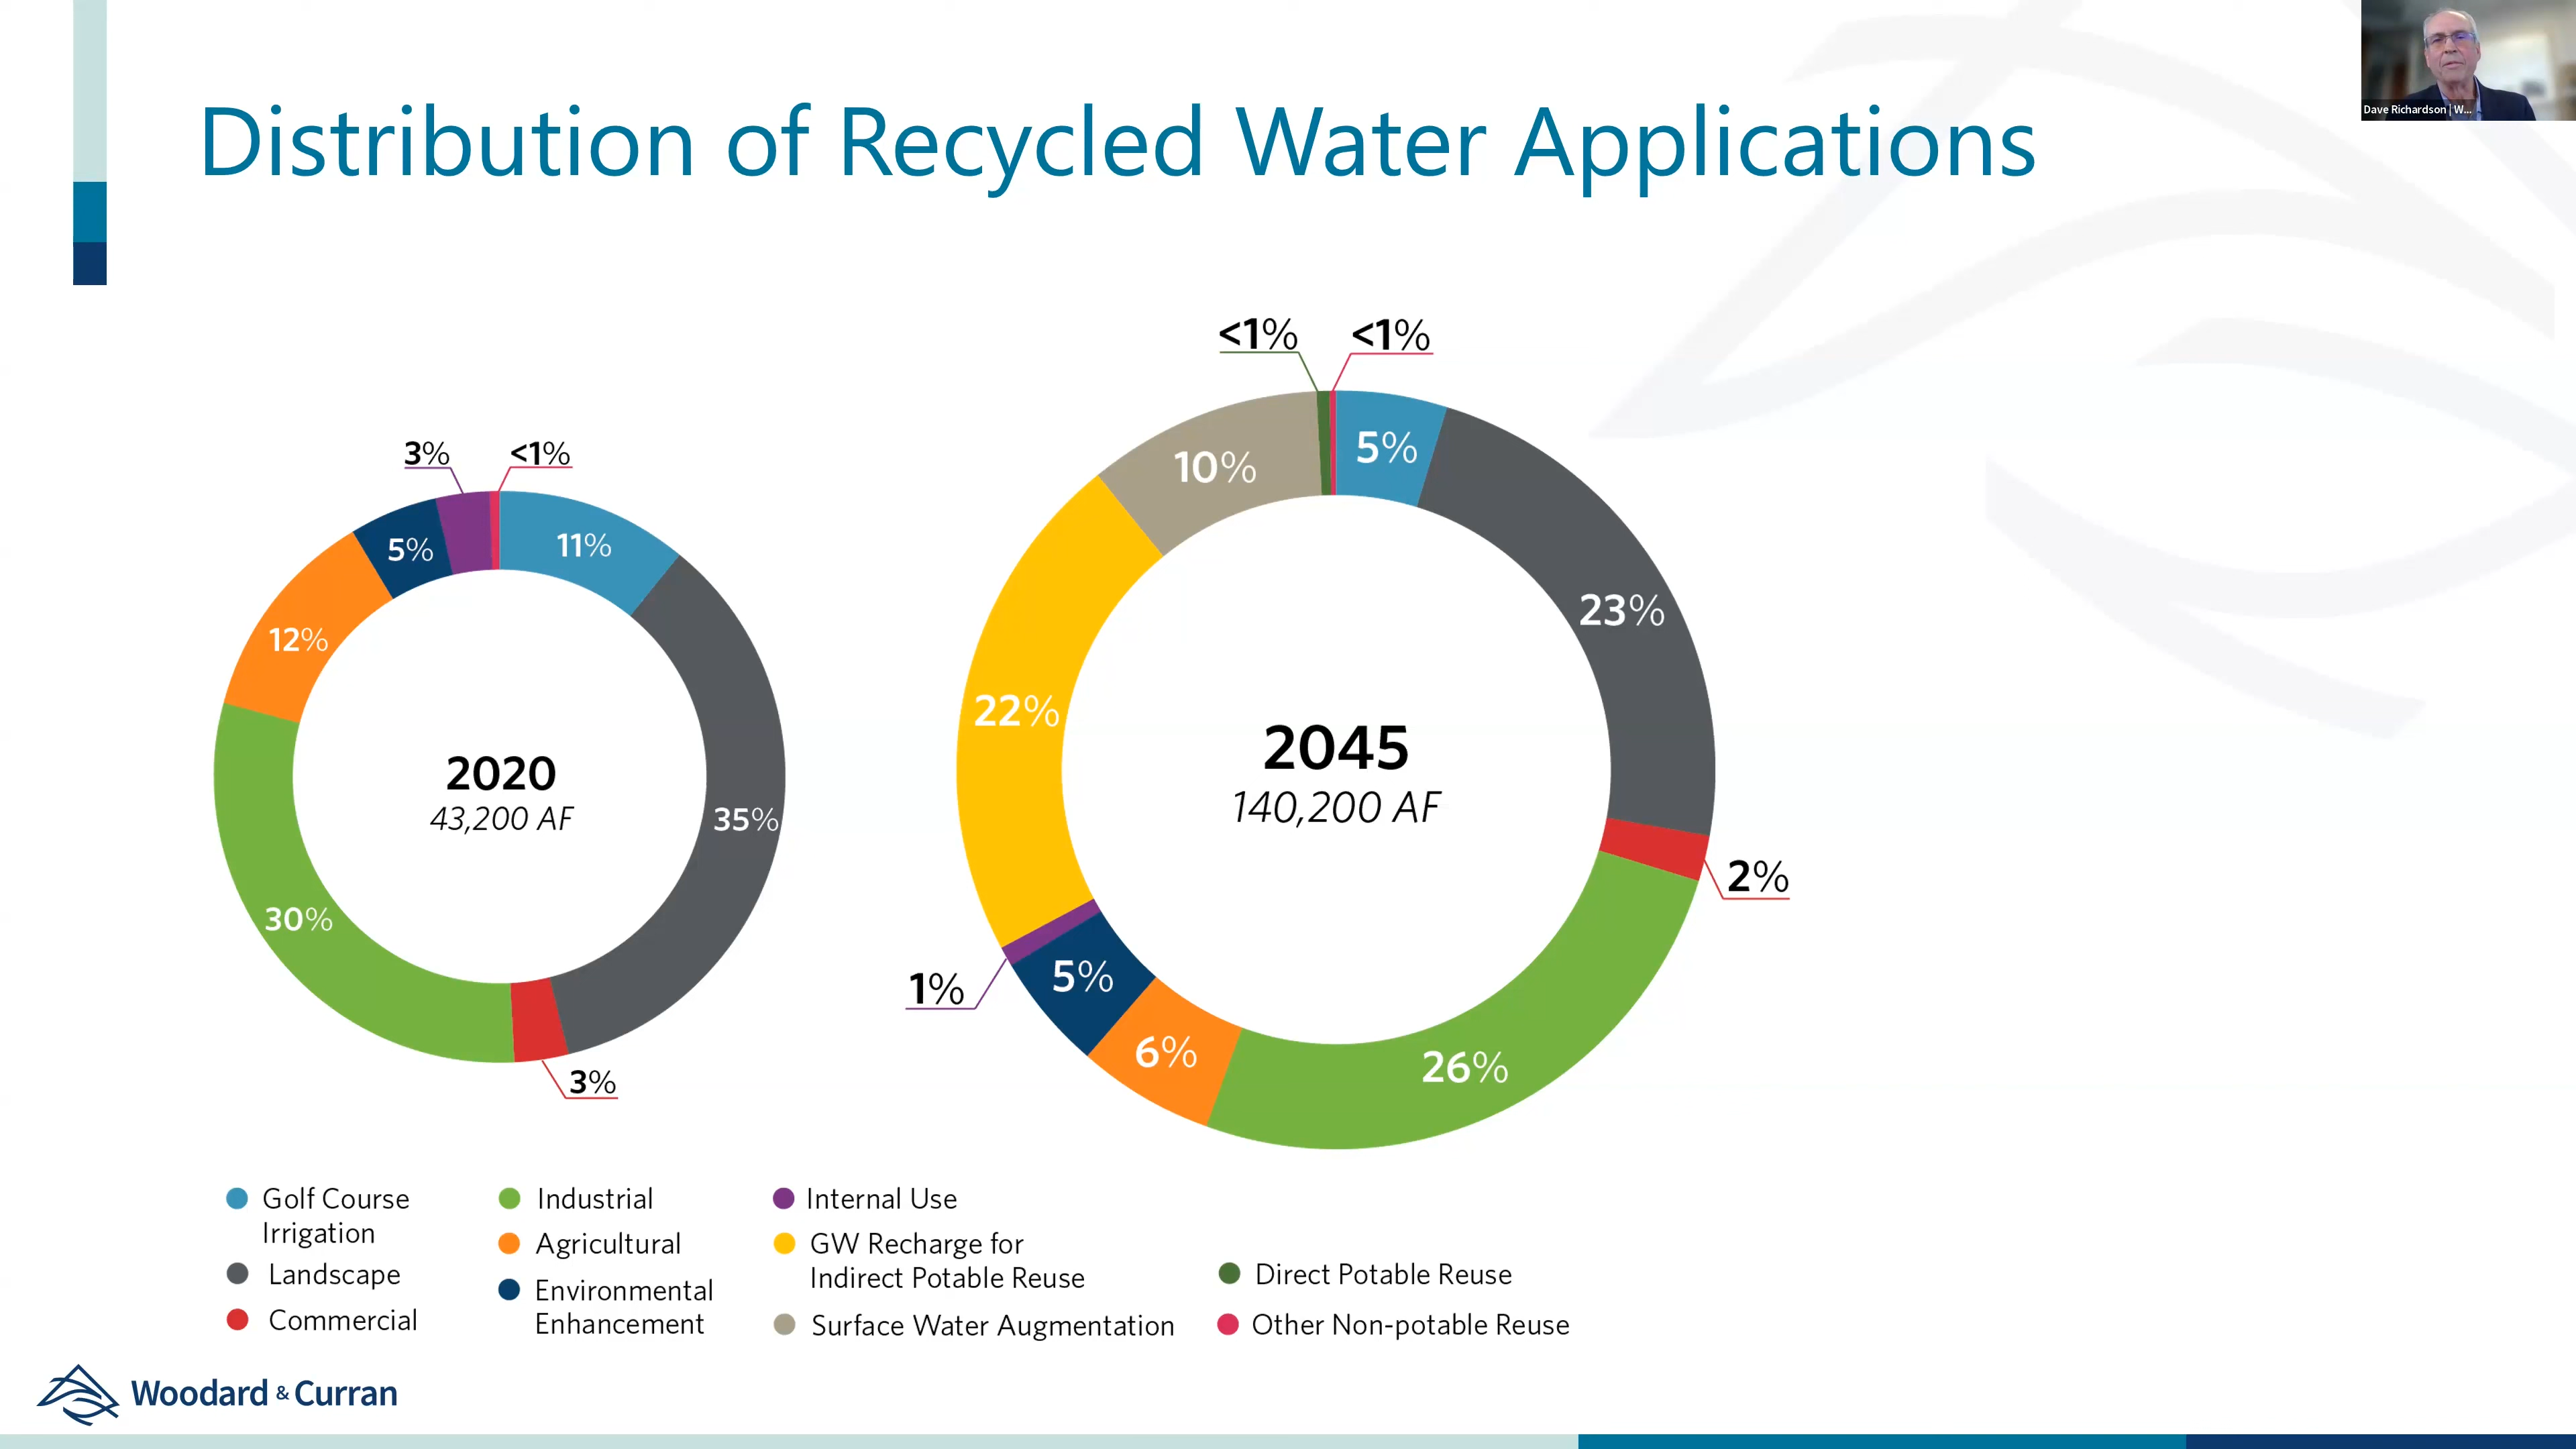 Distribution of Recycled Water Applications
Dave Richardson | W...
3%
<1%
11%
5%
12%
35%
30%
3%
2020
43,200 AF
<1%
<1%
5%
10%
23%
22%
2%
1%
5%
6%
26%
2045
140,200 AF
Golf Course
Irrigation
Landscape
Commercial
Industrial
Agricultural
Environmental
Enhancement
Internal Use
GW Recharge for
Indirect Potable Reuse
Surface Water Augmentation
Direct Potable Reuse
Other Non-potable Reuse
Woodard & Curran